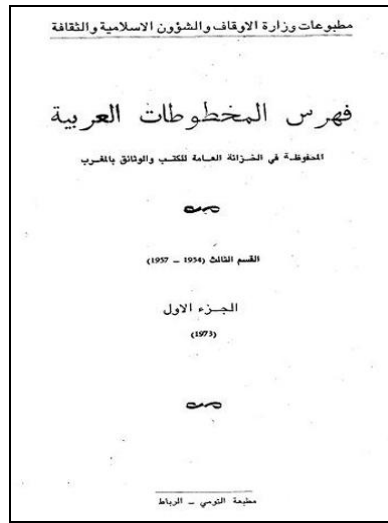 مطبوعات وزارة الاوقاف والشؤون الاسلامية والثقافة
فهرس المخطوطات العربية
المحفوظة في الخزانة العامة للكتب والوثائق بالمغرب
القسم الثالث (1954 – 1957)
الجزء الاول
(1973)
مطبعة التومي – الرباط